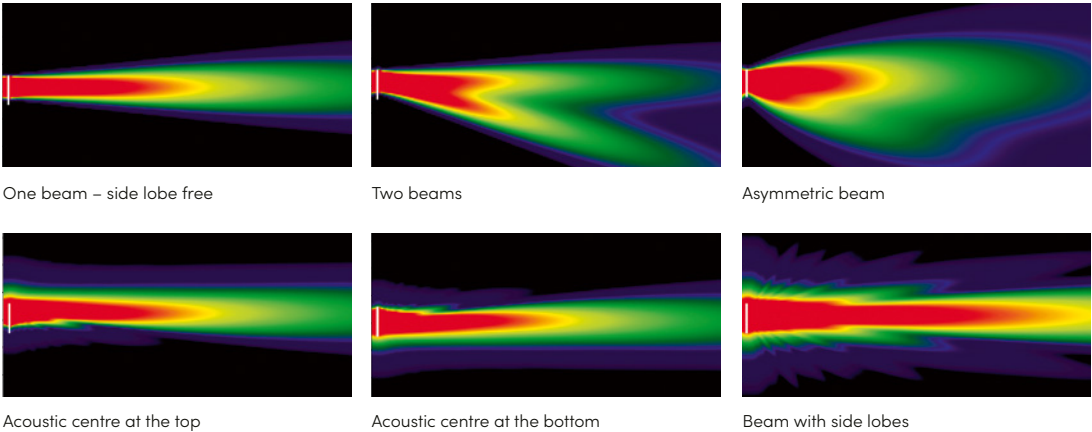 One beam – side lobe free
Two beams
Asymmetric beam
Acoustic centre at the top
Acoustic centre at the bottom
Beam with side lobes